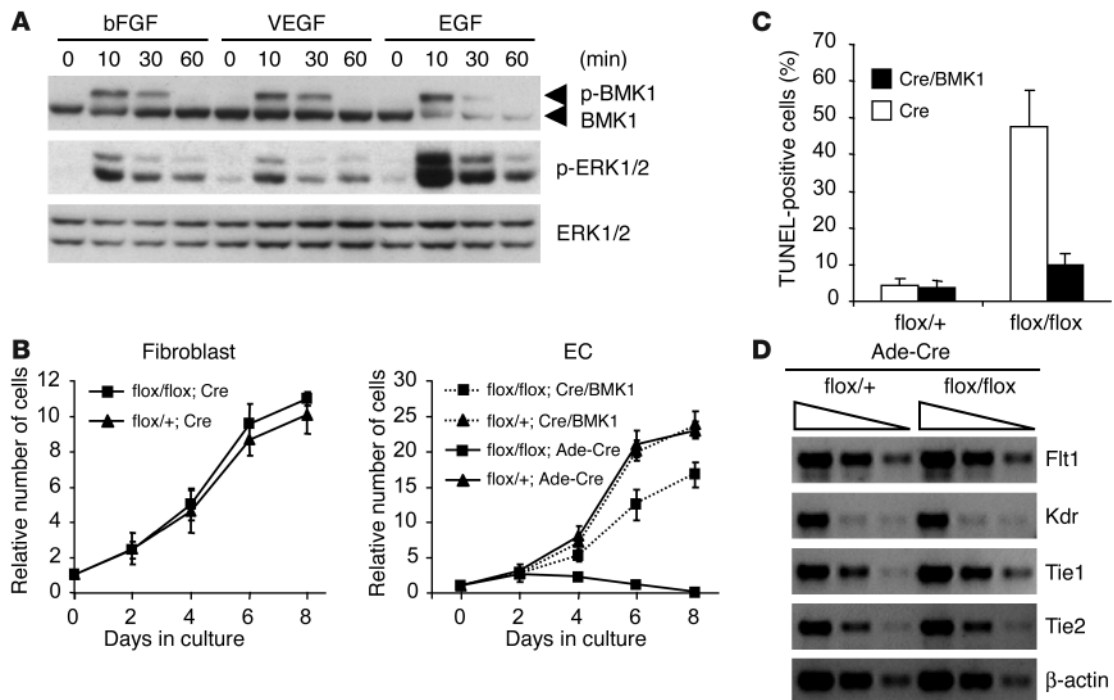 A
bFGF VEGF EGF
0 10 30 60 0 10 30 60 0 10 30 60 (min)
p-BMK1
BMK1
p-ERK1/2
ERK1/2
B
Fibroblast
Relative number of cells
12
10
8
6
4
2
0
flox/flox; Cre
flox/+; Cre
0 2 4 6 8
Days in culture
EC
Relative number of cells
30
25
20
15
10
5
0
flox/flox; Cre/BMK1
flox/+; Cre/BMK1
flox/flox; Ade-Cre
flox/+; Ade-Cre
0 2 4 6 8
Days in culture
C
TUNEL-positive cells (%)
70
60
50
40
30
20
10
0
Cre/BMK1
Cre
flox/+ flox/flox
D
Ade-Cre
flox/+ flox/flox
Flt1
Kdr
Tie1
Tie2
β-actin